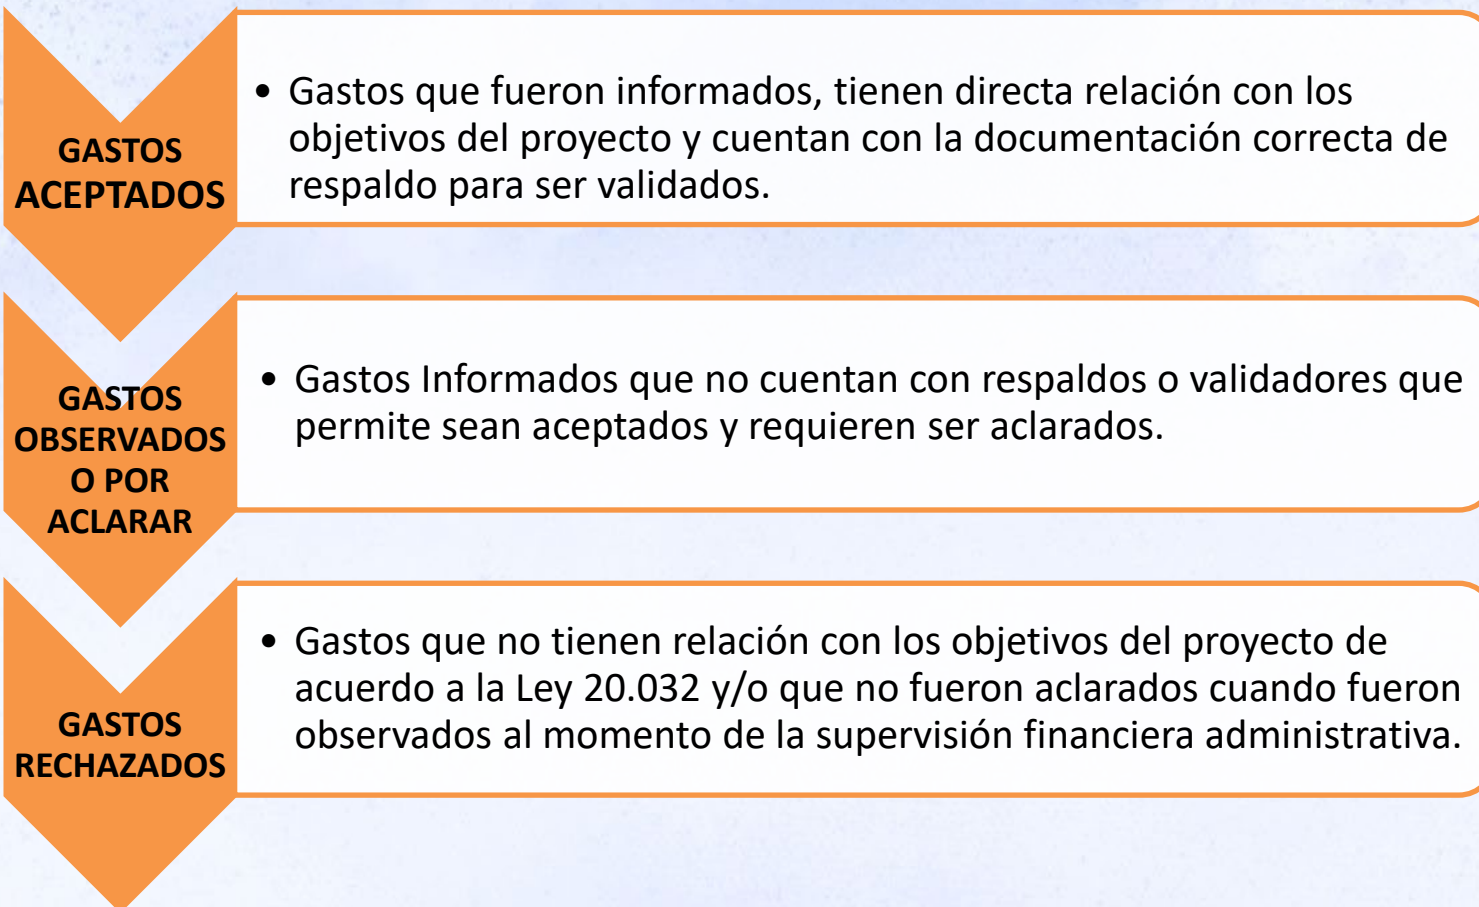 GASTOS
ACEPTADOS
• Gastos que fueron informados, tienen directa relación con los
objetivos del proyecto y cuentan con la documentación correcta de
respaldo para ser validados.
GASTOS
OBSERVADOS
O POR
ACLARAR
• Gastos Informados que no cuentan con respaldos o validadores que
permite sean aceptados y requieren ser aclarados.
GASTOS
RECHAZADOS
• Gastos que no tienen relación con los objetivos del proyecto de
acuerdo a la Ley 20.032 y/o que no fueron aclarados cuando fueron
observados al momento de la supervisión financiera administrativa.